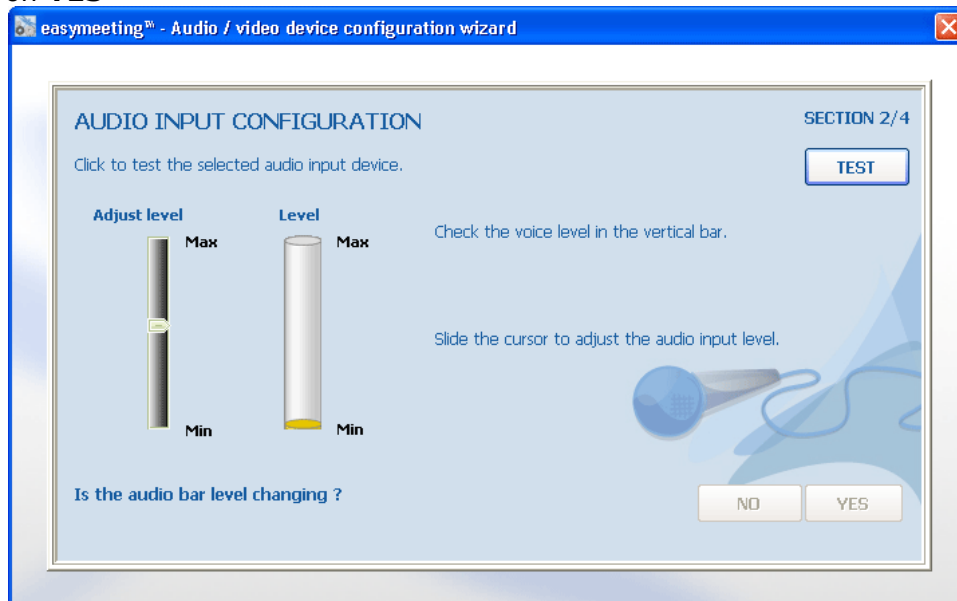 on YES
easymeeting™ - Audio / video device configuration wizard
AUDIO INPUT CONFIGURATION
SECTION 2/4
Click to test the selected audio input device.
TEST
Adjust level
Level
Max
Max
Check the voice level in the vertical bar.
Slide the cursor to adjust the audio input level.
Min
Min
Is the audio bar level changing ?
NO
YES